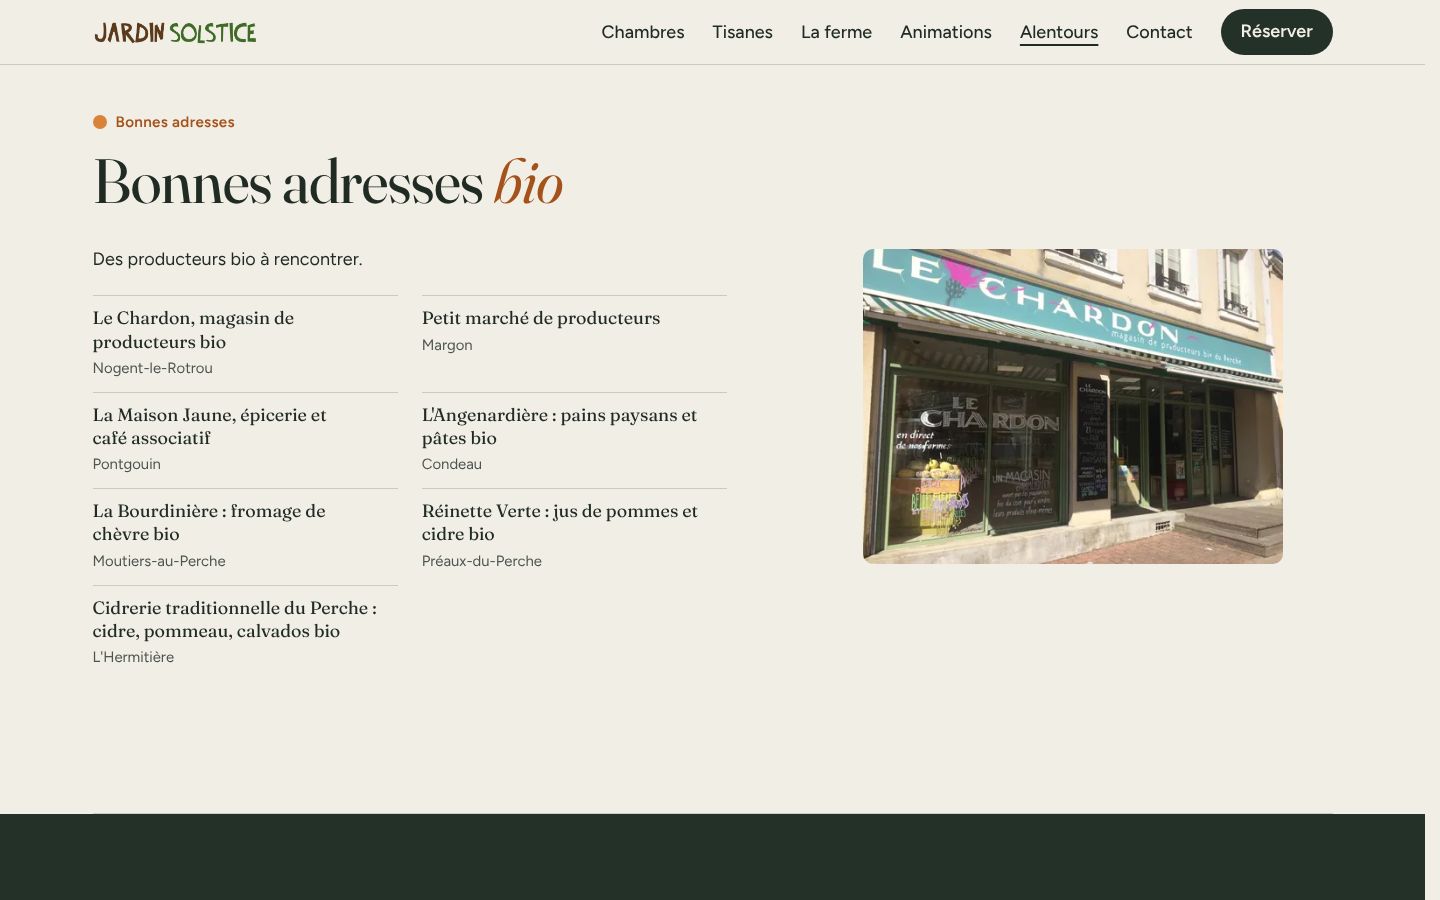 JARDIN SOLSTICE
Chambres
Tisanes
La ferme
Animations
Alentours
Contact
Réserver
Bonnes adresses
Bonnes adresses bio
Des producteurs bio à rencontrer.
Le Chardon, magasin de
producteurs bio
Nogent-le-Rotrou
Petit marché de producteurs
Margon
La Maison Jaune, épicerie et
café associatif
Pontgouin
L'Angenardière : pains paysans et
pâtes bio
Condeau
La Bourdinière : fromage de
chèvre bio
Moutiers-au-Perche
Réinette Verte : jus de pommes et
cidre bio
Préaux-du-Perche
Cidrerie traditionnelle du Perche :
cidre, pommeau, calvados bio
L'Hermitière
LE CHARDON
magasin de producteurs bio du Perche
LE
CHARDON
en direct
de nos fermes
UN MAGASIN
LE
CHARDON